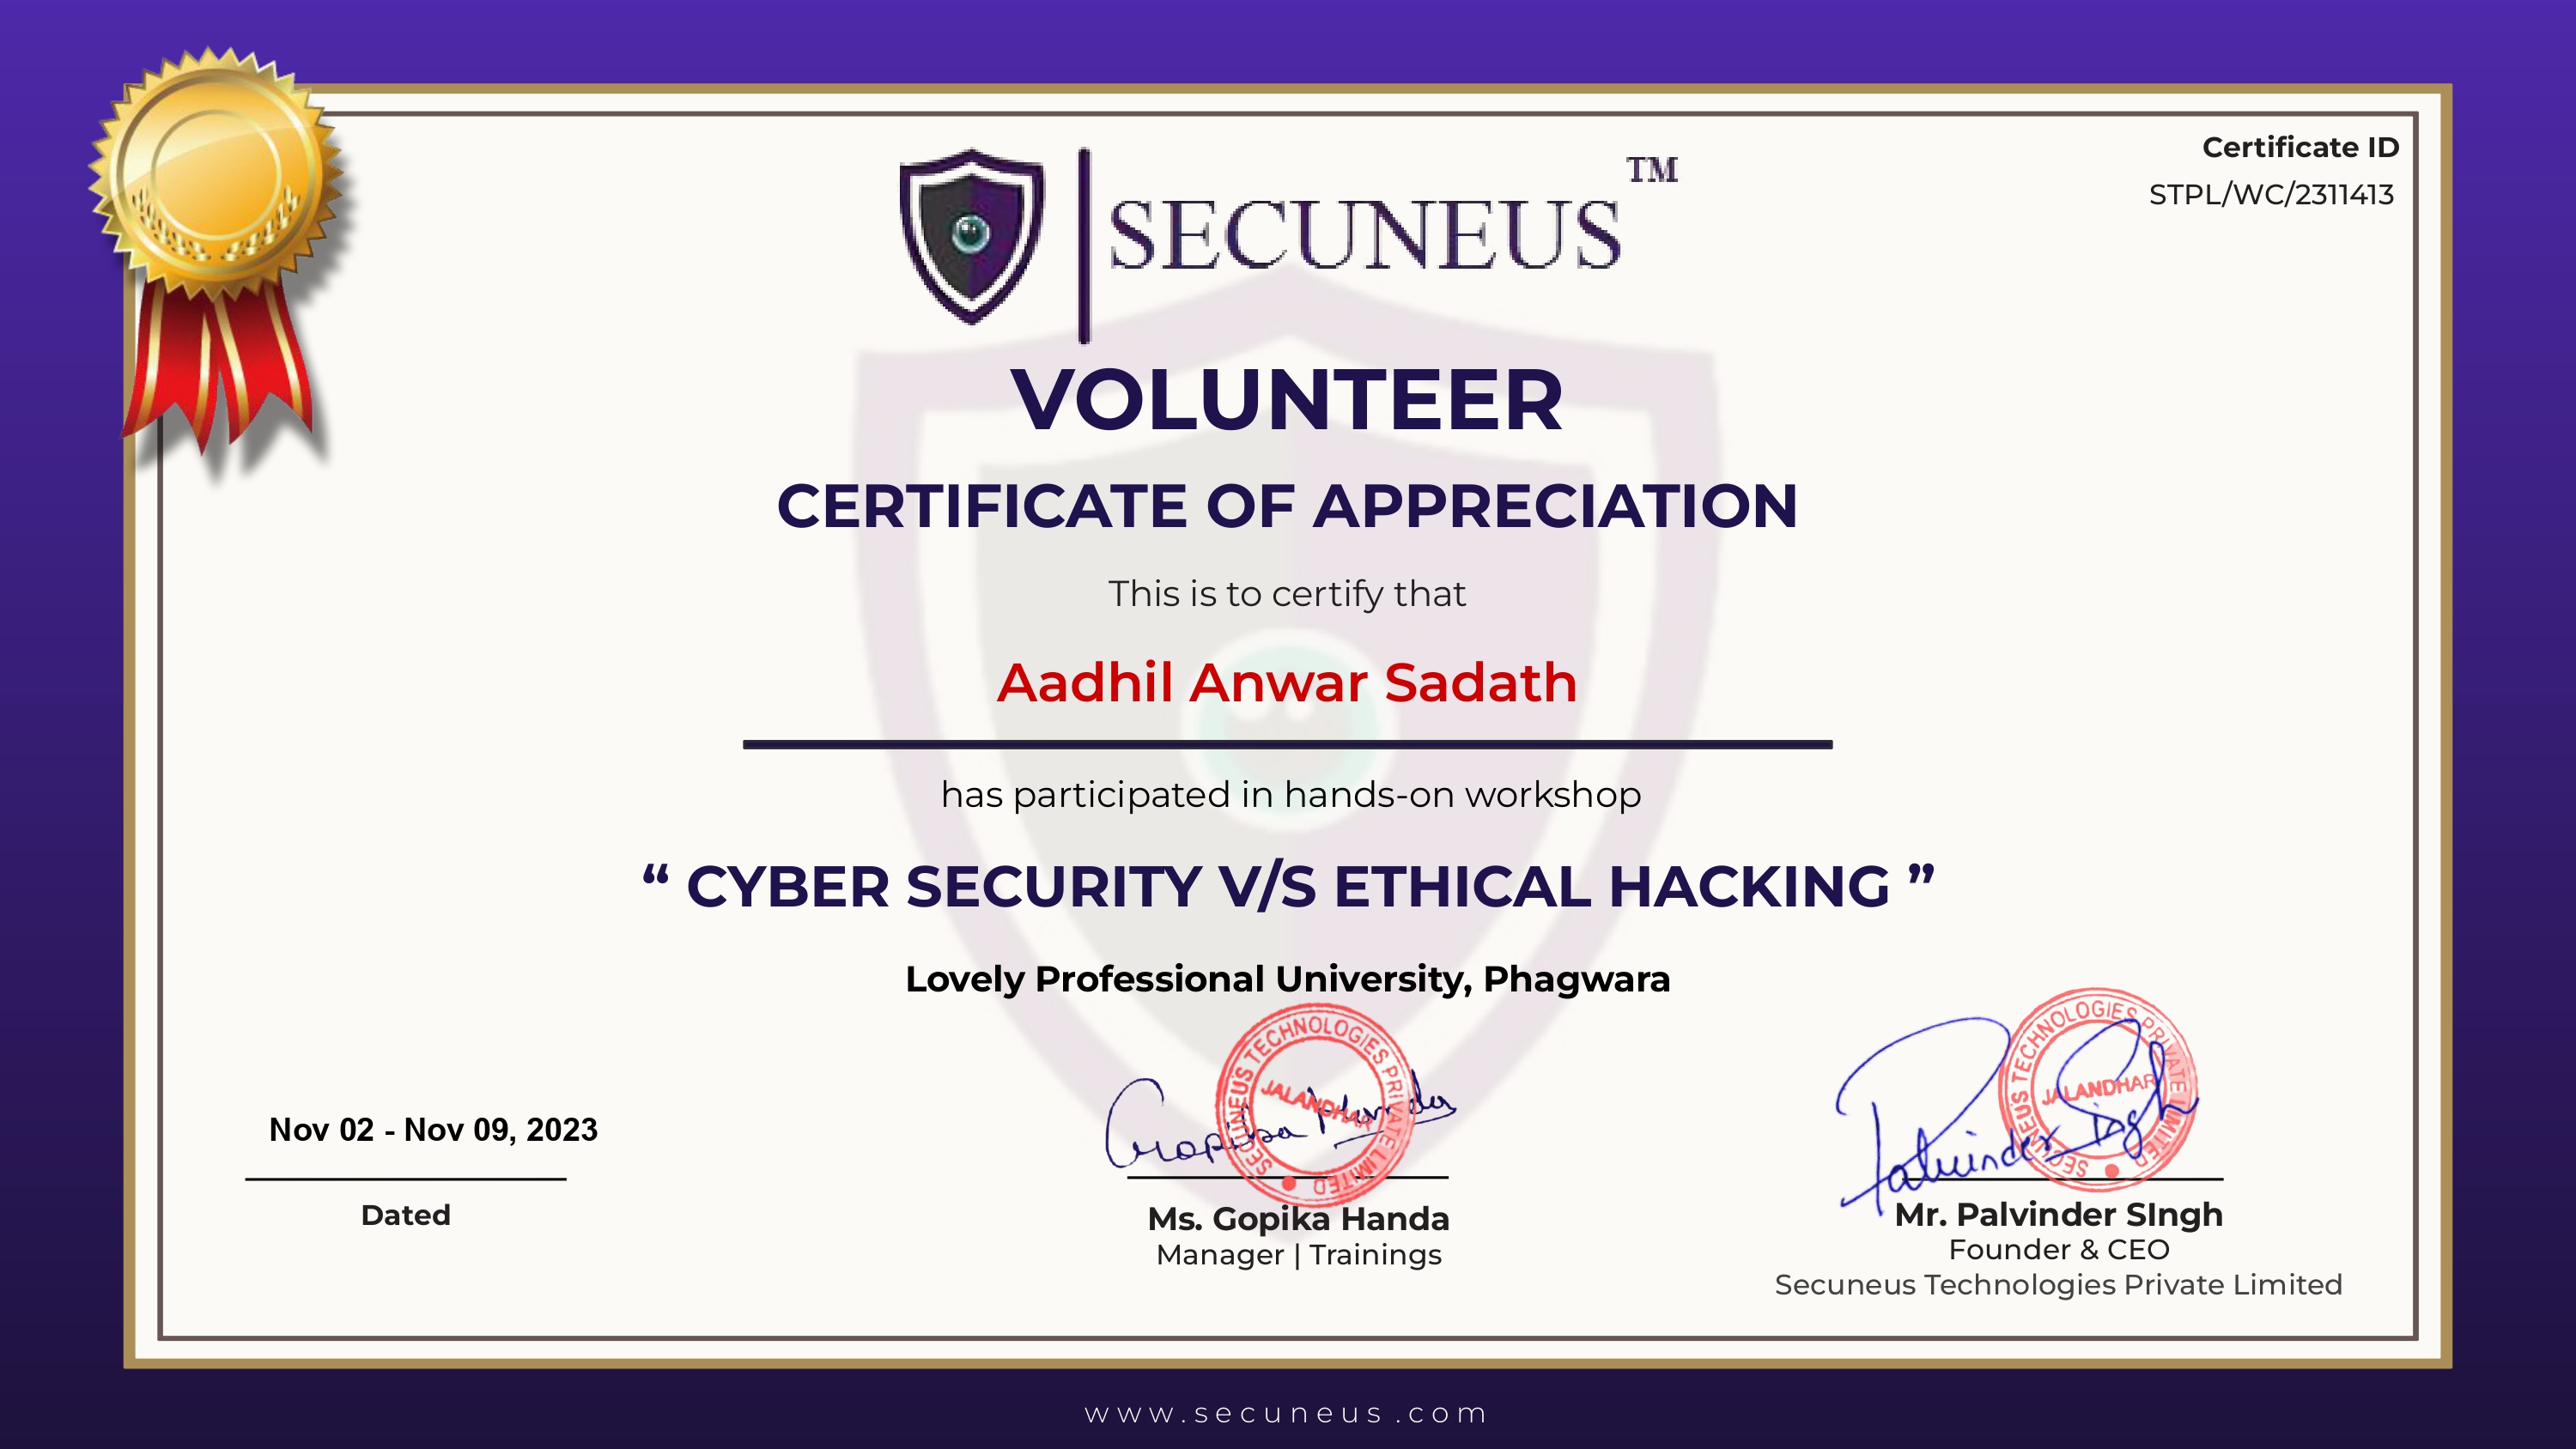 Certificate ID
STPL/WC/2311413
SECUNEUS TM
VOLUNTEER
CERTIFICATE OF APPRECIATION
This is to certify that
Aadhil Anwar Sadath
has participated in hands-on workshop
“ CYBER SECURITY V/S ETHICAL HACKING ”
Lovely Professional University, Phagwara
SECUNEUS TECHNOLOGIES PRIVATE LIMITED
JALANDHAR
Gopika Handa
SECUNEUS TECHNOLOGIES PRIVATE LIMITED
JALANDHAR
Palvinder Singh
Nov 02 - Nov 09, 2023
Dated
Ms. Gopika Handa
Manager | Trainings
Mr. Palvinder SIngh
Founder & CEO
Secuneus Technologies Private Limited
www.secuneus .com